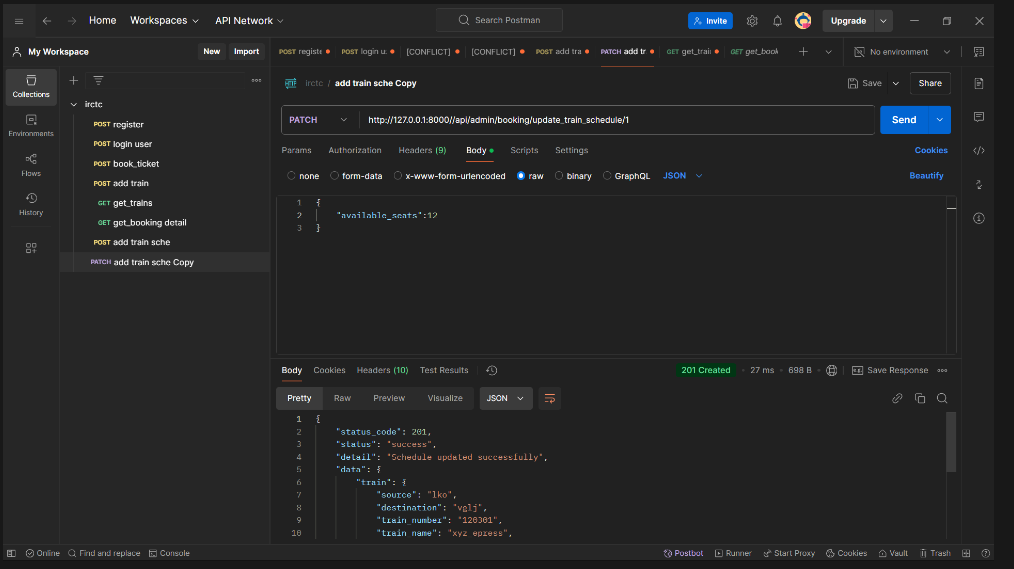 Home Workspaces API Network Search Postman Invite Upgrade
My Workspace New Import
POST registe POST login u: [CONFLICT] [CONFLICT] POST add tra PATCH add tr GET get_trai GET get_book No environment
Collections
Environments
Flows
History
irctc
POST register
POST login user
POST book_ticket
POST add train
GET get_trains
GET get_booking detail
POST add train sche
PATCH add train sche Copy
HTTP irctc / add train sche Copy Save Share
PATCH http://127.0.0.1:8000//api/admin/booking/update_train_schedule/1 Send
Params Authorization Headers (9) Body Scripts Settings Cookies
none form-data x-www-form-urlencoded raw binary GraphQL JSON Beautify
1 {
2 "available_seats":12
3 }
Body Cookies Headers (10) Test Results 201 Created 27 ms 698 B Save Response
Pretty Raw Preview Visualize JSON
1 {
2 "status_code": 201,
3 "status": "success",
4 "detail": "Schedule updated successfully",
5 "data": {
6 "train": {
7 "source": "lko",
8 "destination": "vglj",
9 "train_number": "120301",
10 "train_name": "xyz epress",
Online Find and replace Console Postbot Runner Start Proxy Cookies Vault Trash